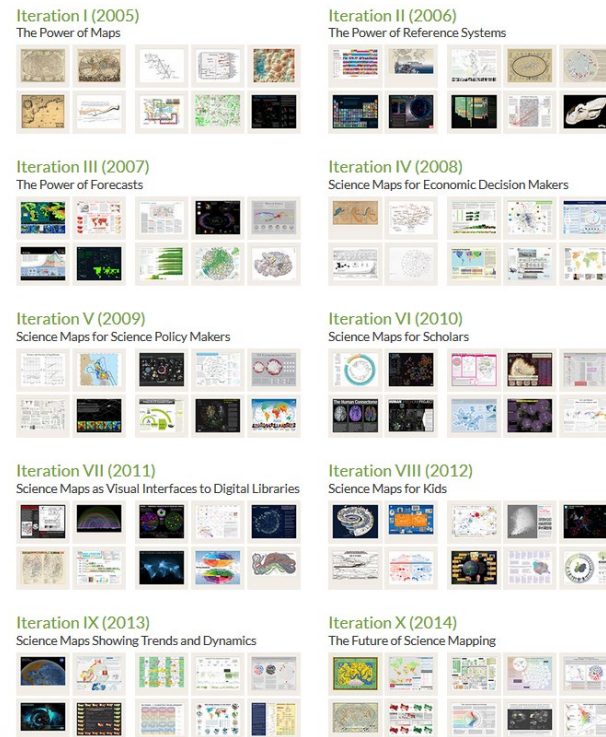 Iteration I (2005)
The Power of Maps
Iteration II (2006)
The Power of Reference Systems
Iteration III (2007)
The Power of Forecasts
Iteration IV (2008)
Science Maps for Economic Decision Makers
Iteration V (2009)
Science Maps for Science Policy Makers
Iteration VI (2010)
Science Maps for Scholars
The Human Connectome
Iteration VII (2011)
Science Maps as Visual Interfaces to Digital Libraries
Iteration VIII (2012)
Science Maps for Kids
Iteration IX (2013)
Science Maps Showing Trends and Dynamics
Iteration X (2014)
The Future of Science Mapping